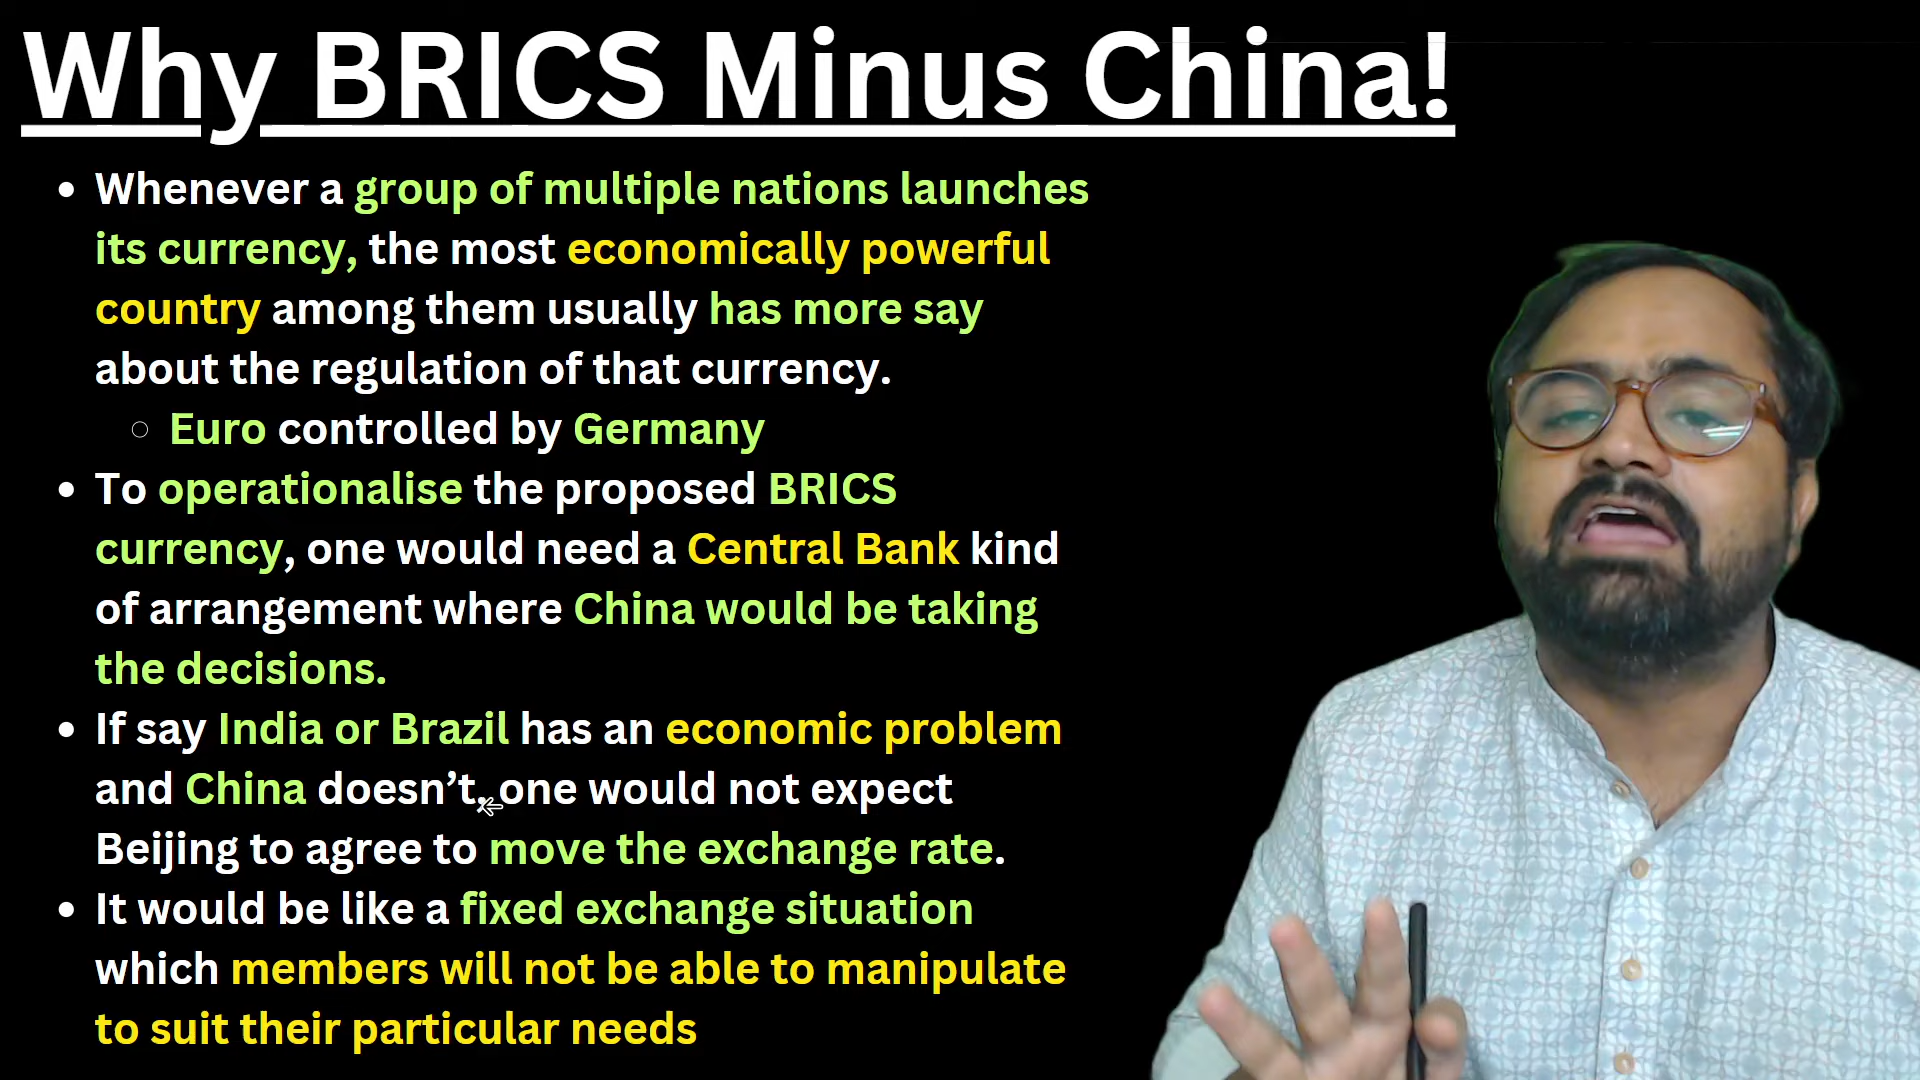 Why BRICS Minus China!
Whenever a group of multiple nations launches
its currency, the most economically powerful
country among them usually has more say
about the regulation of that currency.
Euro controlled by Germany
To operationalise the proposed BRICS
currency, one would need a Central Bank kind
of arrangement where China would be taking
the decisions.
If say India or Brazil has an economic problem
and China doesn’t, one would not expect
Beijing to agree to move the exchange rate.
It would be like a fixed exchange situation
which members will not be able to manipulate
to suit their particular needs